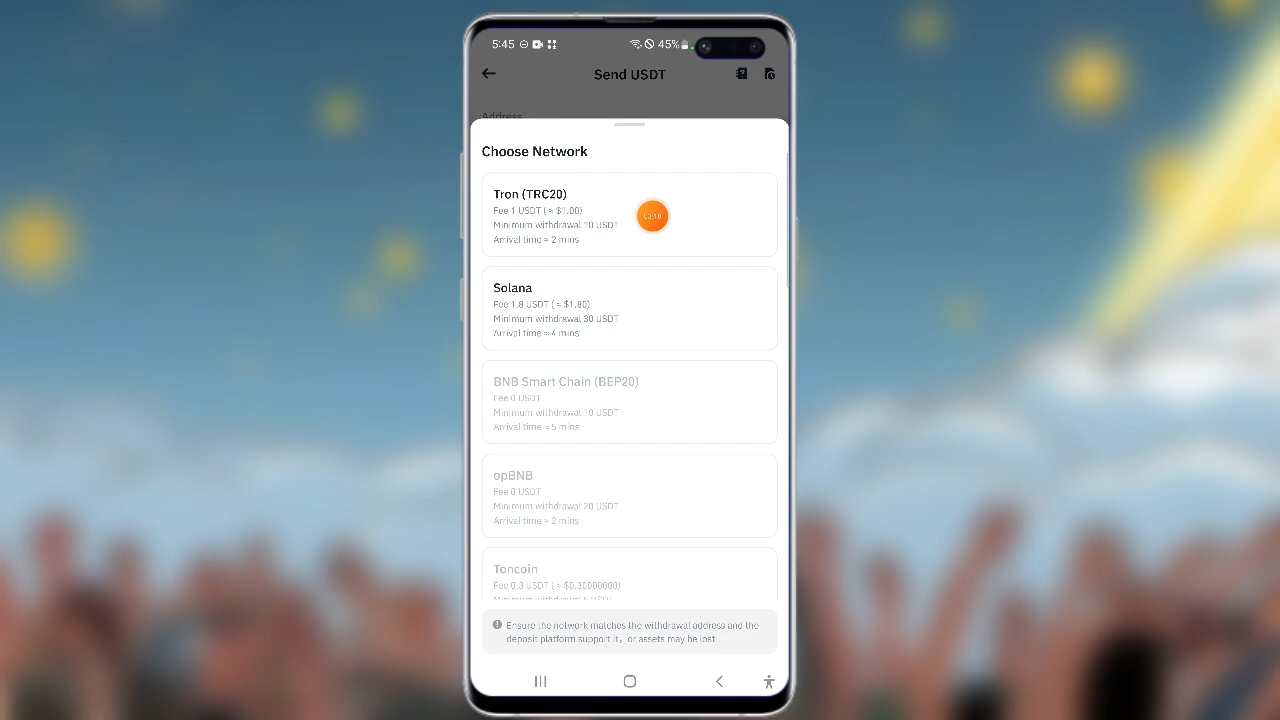 5:45
45%
Send USDT
Address
Choose Network
Tron (TRC20)
Fee 1 USDT (≈ $1.00)
Minimum withdrawal 10 USDT
Arrival time ≈ 2 mins
03:10
Solana
Fee 1.8 USDT (≈ $1.80)
Minimum withdrawal 30 USDT
Arrival time ≈ 4 mins
BNB Smart Chain (BEP20)
Fee 0 USDT
Minimum withdrawal 10 USDT
Arrival time ≈ 5 mins
opBNB
Fee 0 USDT
Minimum withdrawal 20 USDT
Arrival time ≈ 2 mins
Toncoin
Fee 0.3 USDT (≈ $0.30000000)
Ensure the network matches the withdrawal address and the
deposit platform support it, or assets may be lost